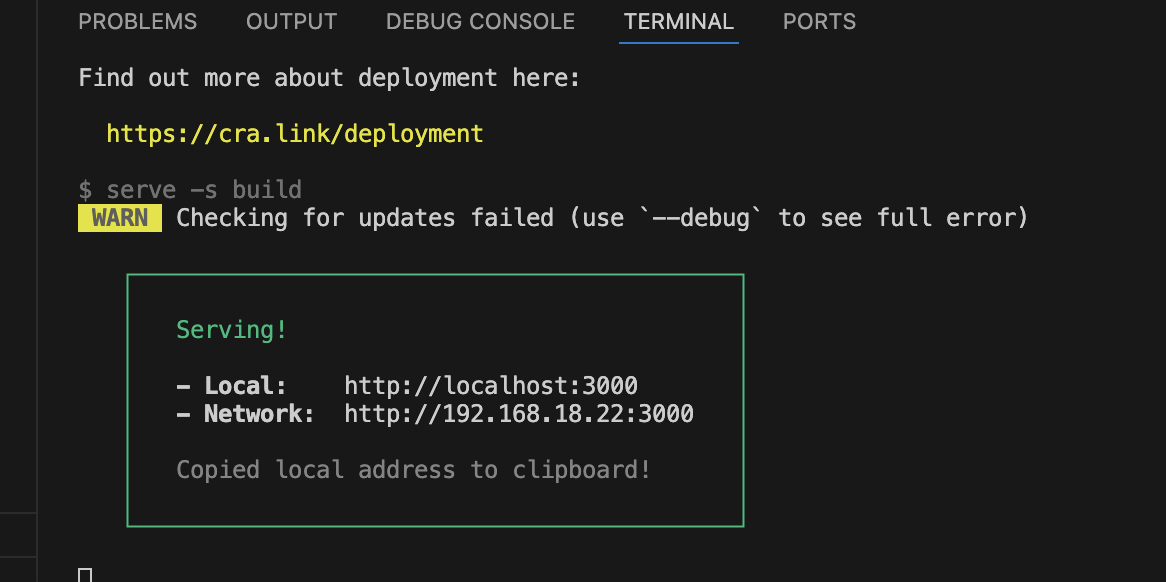 PROBLEMS OUTPUT DEBUG CONSOLE TERMINAL PORTS
Find out more about deployment here:
https://cra.link/deployment
$ serve -s build
WARN Checking for updates failed (use `--debug` to see full error)
Serving!
- Local: http://localhost:3000
- Network: http://192.168.18.22:3000
Copied local address to clipboard!